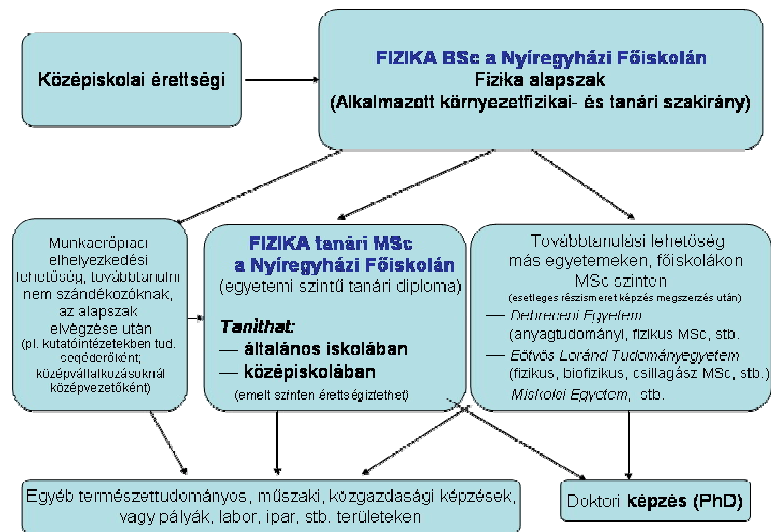 Középiskolai érettségi
FIZIKA BSc a Nyíregyházi Főiskolán
Fizika alapszak
(Alkalmazott környezetfizikai- és tanári szakirány)
Munkaerőpiaci
elhelyezkedési
lehetőség, továbbtanulni
nem szándékozóknak,
az alapszak
elvégzése után
(pl. kutatóintézetekben tud.
segéderőként;
középvállalkozásoknál
középvezetőként)
FIZIKA tanári MSc
a Nyíregyházi Főiskolán
(egyetemi szintű tanári diploma)
Taníthat:
— általános iskolában
— középiskolában
(emelt szinten érettségiztethet)
Továbbtanulási lehetőség
más egyetemeken, főiskolákon
MSc szinten
(esetleges részismeret képzés megszerzés után)
— Debreceni Egyetem
(anyagtudományi, fizikus MSc, stb.
— Eötvös Loránd Tudományegyetem
(fizikus, biofizikus, csillagász MSc, stb.)
Miskolci Egyetem, stb.
Egyéb természettudományos, műszaki, közgazdasági képzések,
vagy pályák, labor, ipar, stb. területeken
Doktori képzés (PhD)